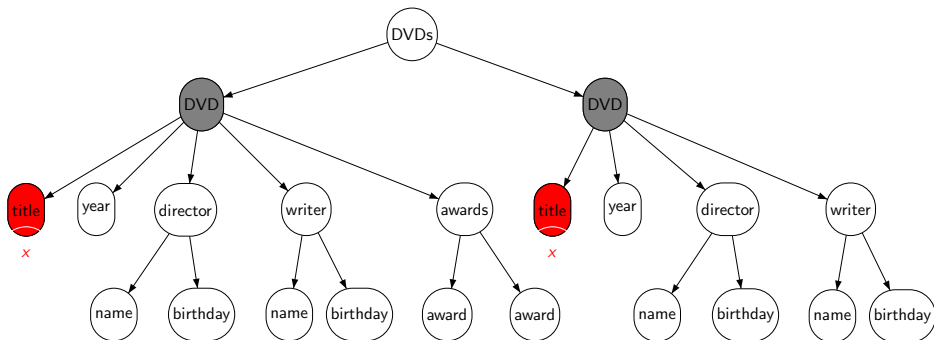 DVDs
DVD DVD
title year director writer awards title year director writer
x x
name birthday name birthday award award name birthday name birthday